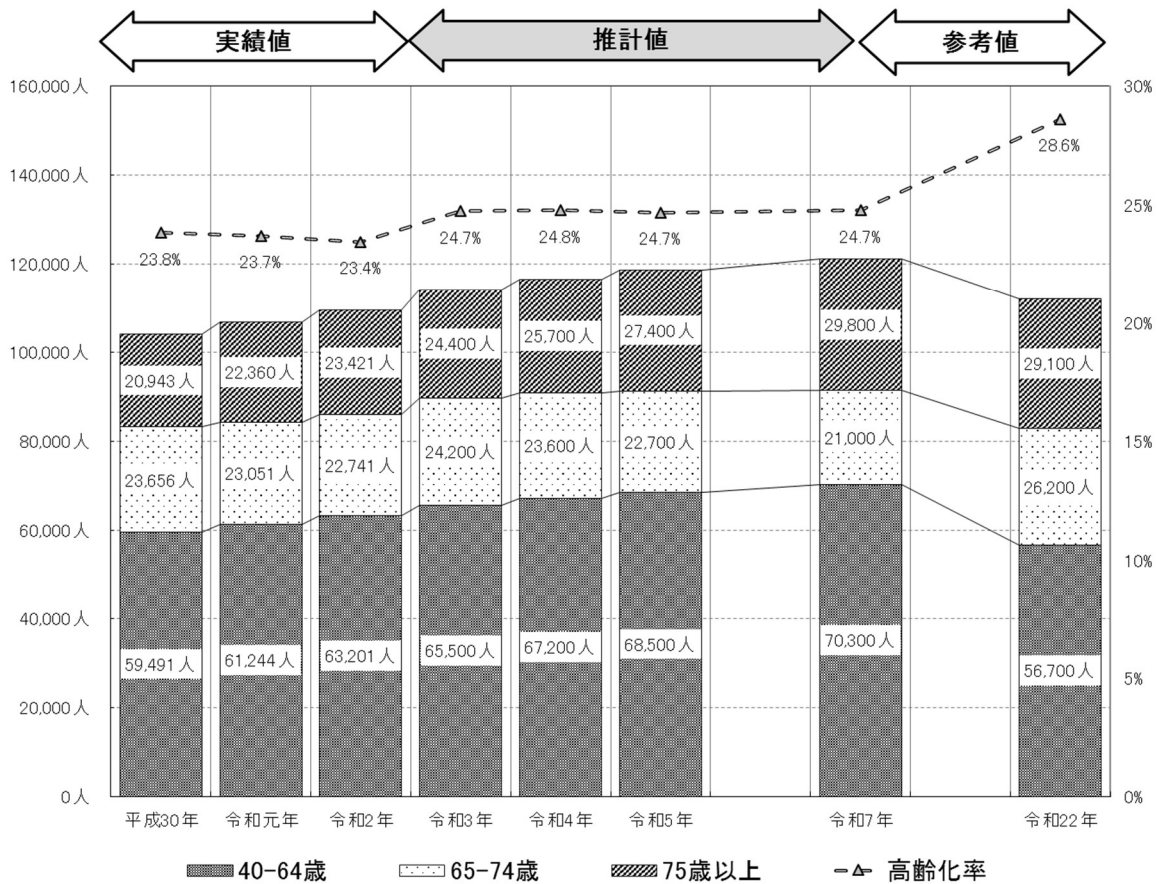 実績値 推計値 参考値
160,000人 30%
28.6%
140,000人 25%
23.8% 23.7% 23.4% 24.7% 24.8% 24.7% 24.7%
120,000人
20%
100,000人
20,943人 22,360人 23,421人 24,400人 25,700人 27,400人 29,800人 29,100人
80,000人 15%
23,656人 23,051人 22,741人 24,200人 23,600人 22,700人 21,000人 26,200人
60,000人
10%
40,000人
59,491人 61,244人 63,201人 65,500人 67,200人 68,500人 70,300人 56,700人
5%
20,000人
0人 0%
平成30年 令和元年 令和2年 令和3年 令和4年 令和5年 令和7年 令和22年
40-64歳 65-74歳 75歳以上 高齢化率